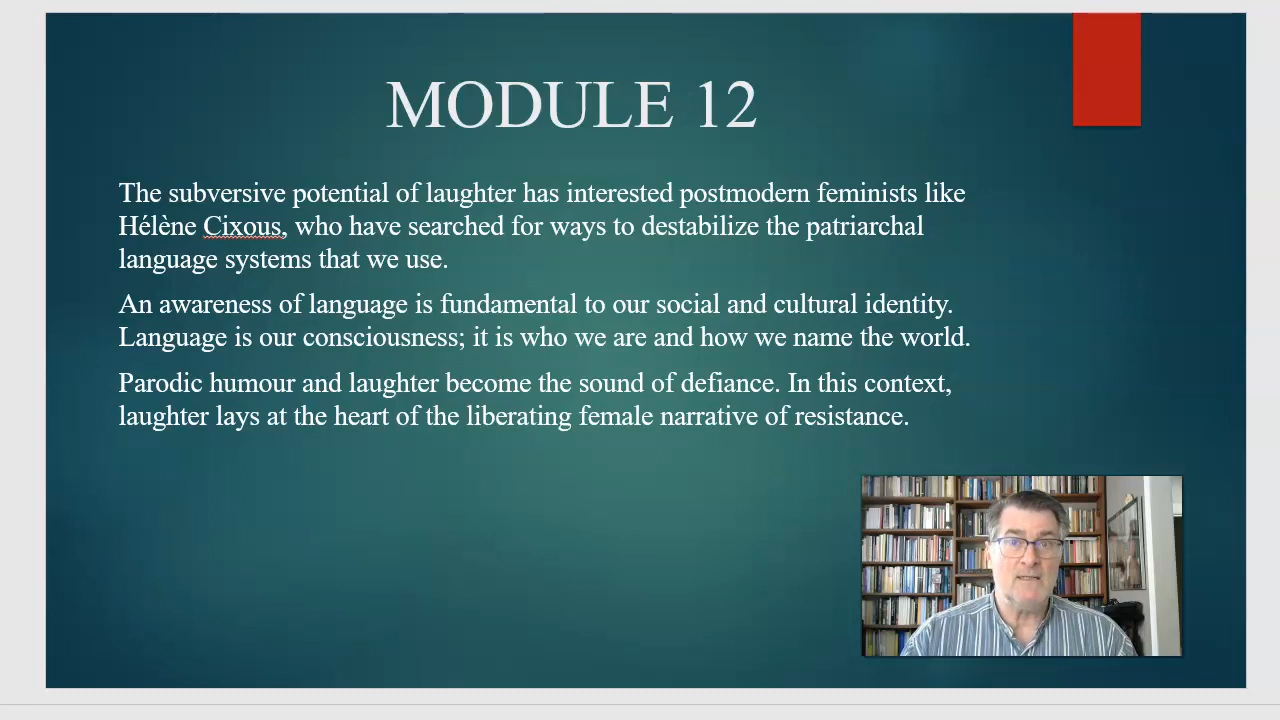 MODULE 12
The subversive potential of laughter has interested postmodern feminists like
Hélène Cixous, who have searched for ways to destabilize the patriarchal
language systems that we use.
An awareness of language is fundamental to our social and cultural identity.
Language is our consciousness; it is who we are and how we name the world.
Parodic humour and laughter become the sound of defiance. In this context,
laughter lays at the heart of the liberating female narrative of resistance.